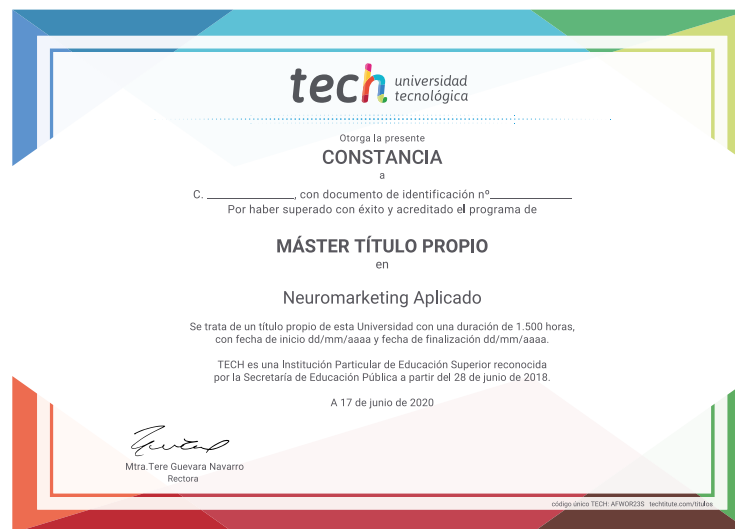 tech universidad
tecnológica
Otorga la presente
CONSTANCIA
a
C. ________________, con documento de identificación nº______________
Por haber superado con éxito y acreditado el programa de
MÁSTER TÍTULO PROPIO
en
Neuromarketing Aplicado
Se trata de un título propio de esta Universidad con una duración de 1.500 horas,
con fecha de inicio dd/mm/aaaa y fecha de finalización dd/mm/aaaa.
TECH es una Institución Particular de Educación Superior reconocida
por la Secretaría de Educación Pública a partir del 28 de junio de 2018.
A 17 de junio de 2020
Mtra.Tere Guevara Navarro
Rectora
código único TECH: AFWOR23S techtitute.com/títulos